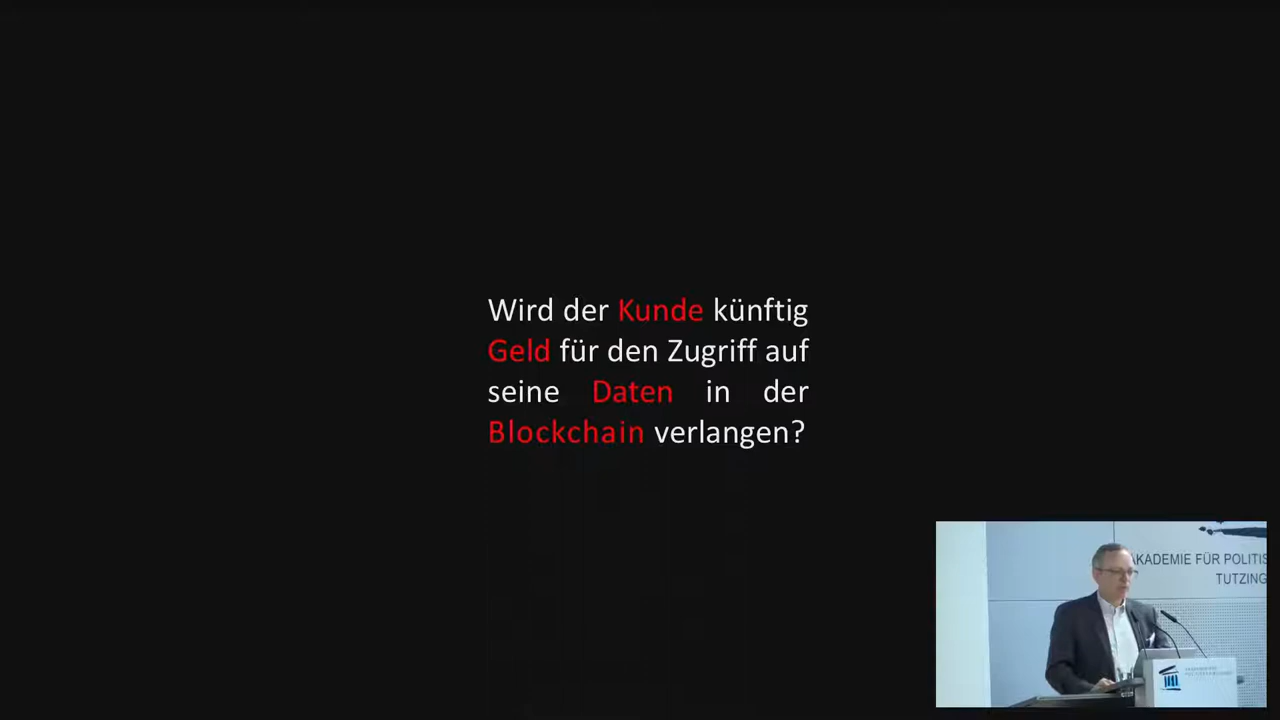 Wird der Kunde künftig
Geld für den Zugriff auf
seine Daten in der
Blockchain verlangen?
AKADEMIE FÜR POLITIS
TUTZING